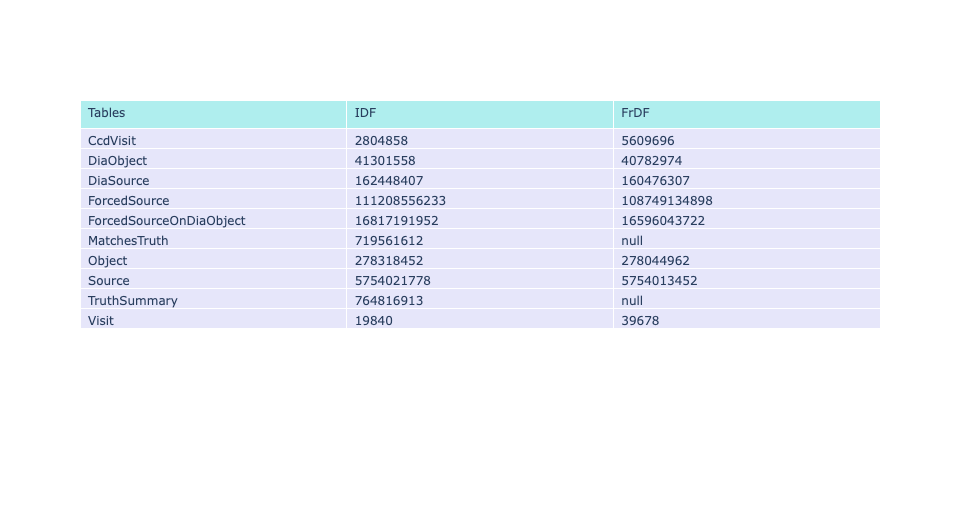 Tables IDF FrDF
CcdVisit 2804858 5609696
DiaObject 41301558 40782974
DiaSource 162448407 160476307
ForcedSource 111208556233 108749134898
ForcedSourceOnDiaObject 16817191952 16596043722
MatchesTruth 719561612 null
Object 278318452 278044962
Source 5754021778 5754013452
TruthSummary 764816913 null
Visit 19840 39678